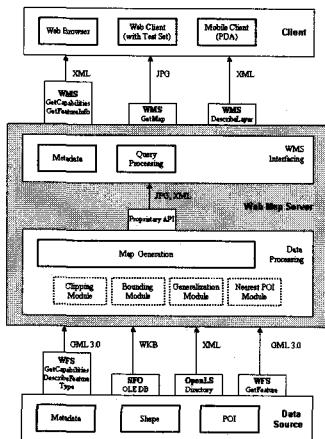 Web Browser
Web Client
(with Test Set)
Mobile Client
(PDA)
Client
XML
JPG
XML
WMS
GetCapabilities
GetFeatureInfo
WMS
GetMap
WMS
DescribeLayer
Metadata
Query
Processing
WMS
Interfacing
JPG, XML
Web Map Server
Proprietary API
Map Generation
Data
Processing
Clipping
Module
Bounding
Module
Generalization
Module
Nearest POI
Module
GML 3.0
WKB
XML
GML 3.0
WFS
GetCapabilities
DescribeFeature
Type
SFO
OLE DB
OpenLS
Directory
WFS
GetFeature
Metadata
Shape
POI
Data
Source